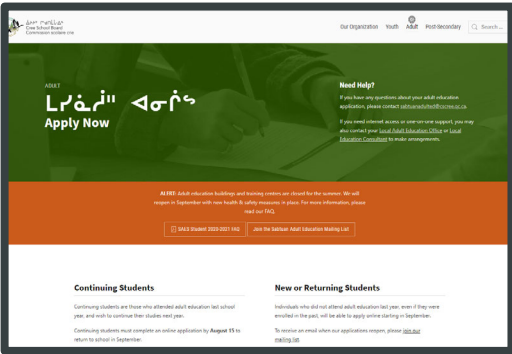 Cree School Board
Commission scolaire crie
Our Organization
Youth
Adult
Post-Secondary
Search...
ADULT
ᒪᓯᓈᓲᐦ ᐊᓂᒌᔥ
Apply Now
Need Help?
If you have any questions about your adult education
application, please contact sabtuanadulted@cscree.qc.ca.
If you need internet access or one-on-one support, you may
also contact your Local Adult Education Office or Local
Education Consultant to make arrangements.
ALERT: Adult education buildings and training centers are closed for the summer. We will
reopen in September with new health & safety measures in place. For more information, please
read our FAQ.
SAES Student 2020-2021 FAQ
Join the Sabtuan Adult Education Mailing List
Continuing Students
Continuing students are those who attended adult education last school
year, and wish to continue their studies next year.
Continuing students must complete an online application by August 15 to
return to school in September.
New or Returning Students
Individuals who did not attend adult education last year, even if they were
enrolled in the past, will be able to apply online starting in September.
To receive an email when our applications reopen, please join our
mailing list.